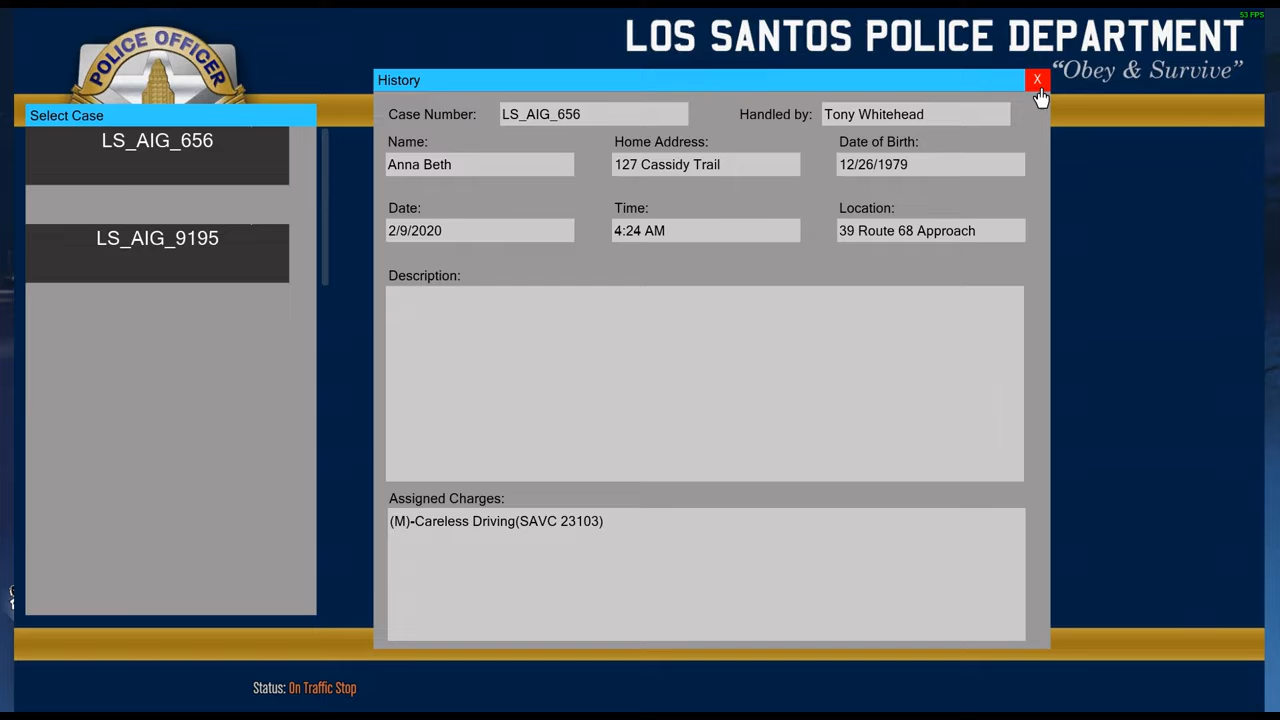 53 FPS
LOS SANTOS POLICE DEPARTMENT
"Obey & Survive"
POLICE OFFICER
Select Case
LS_AIG_656
LS_AIG_9195
History
X
Case Number: LS_AIG_656 Handled by: Tony Whitehead
Name: Home Address: Date of Birth:
Anna Beth 127 Cassidy Trail 12/26/1979
Date: Time: Location:
2/9/2020 4:24 AM 39 Route 68 Approach
Description:
Assigned Charges:
(M)-Careless Driving(SAVC 23103)
Status: On Traffic Stop